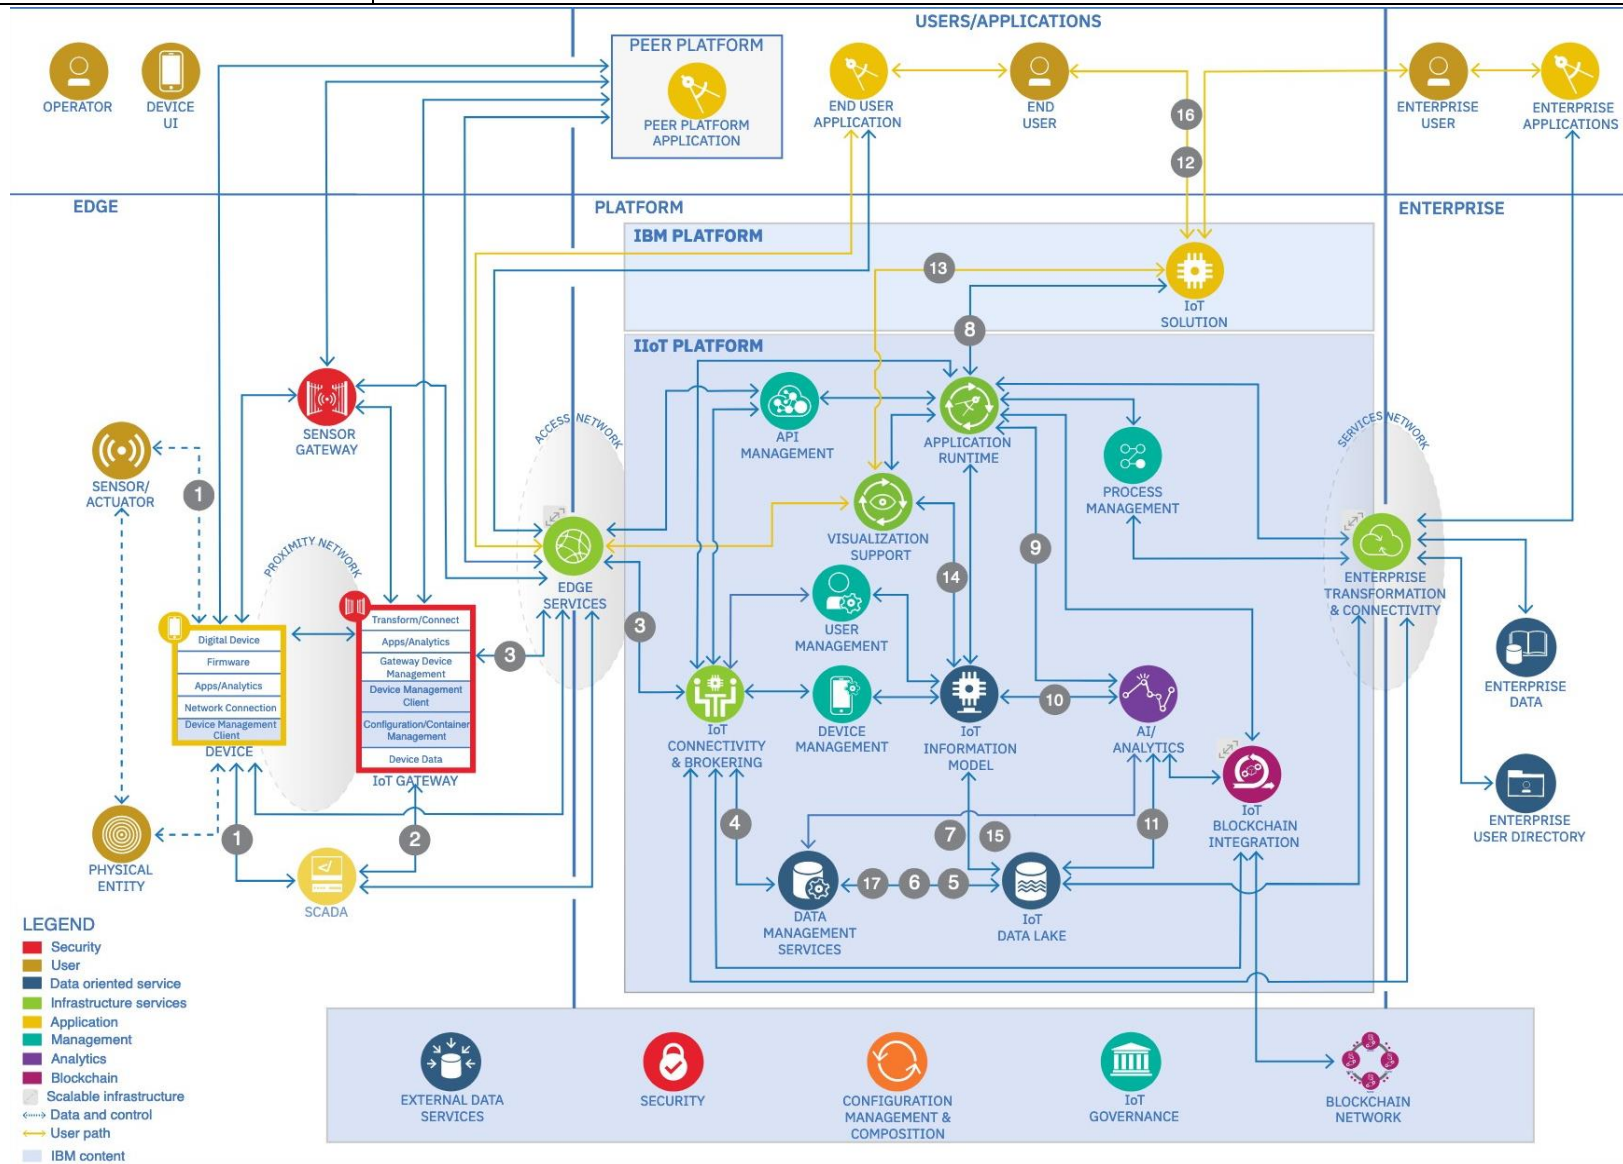 USERS/APPLICATIONS
OPERATOR
DEVICE
UI
PEER PLATFORM
PEER PLATFORM
APPLICATION
END USER
APPLICATION
END
USER
16
12
ENTERPRISE
USER
ENTERPRISE
APPLICATIONS
EDGE
PLATFORM
ENTERPRISE
IBM PLATFORM
13
IoT
SOLUTION
8
IIoT PLATFORM
SENSOR
GATEWAY
SENSOR/
ACTUATOR
1
ACCESS NETWORK
API
MANAGEMENT
APPLICATION
RUNTIME
PROCESS
MANAGEMENT
SERVICES NETWORK
PROXIMITY NETWORK
EDGE
SERVICES
VISUALIZATION
SUPPORT
9
14
ENTERPRISE
TRANSFORMATION
& CONNECTIVITY
Digital Device
Firmware
Apps/Analytics
Network Connection
Device Management
Client
DEVICE
Transform/Connect
Apps/Analytics
Gateway Device
Management
Device Management
Client
Configuration/Container
Management
Device Data
IoT GATEWAY
3
3
USER
MANAGEMENT
ENTERPRISE
DATA
IoT
CONNECTIVITY
& BROKERING
DEVICE
MANAGEMENT
IoT
INFORMATION
MODEL
10
AI/
ANALYTICS
IoT
BLOCKCHAIN
INTEGRATION
ENTERPRISE
USER DIRECTORY
PHYSICAL
ENTITY
1
2
SCADA
4
7
15
11
17
6
5
DATA
MANAGEMENT
SERVICES
IoT
DATA LAKE
LEGEND
Security
User
Data oriented service
Infrastructure services
Application
Management
Analytics
Blockchain
Scalable infrastructure
Data and control
User path
IBM content
EXTERNAL DATA
SERVICES
SECURITY
CONFIGURATION
MANAGEMENT &
COMPOSITION
IoT
GOVERNANCE
BLOCKCHAIN
NETWORK